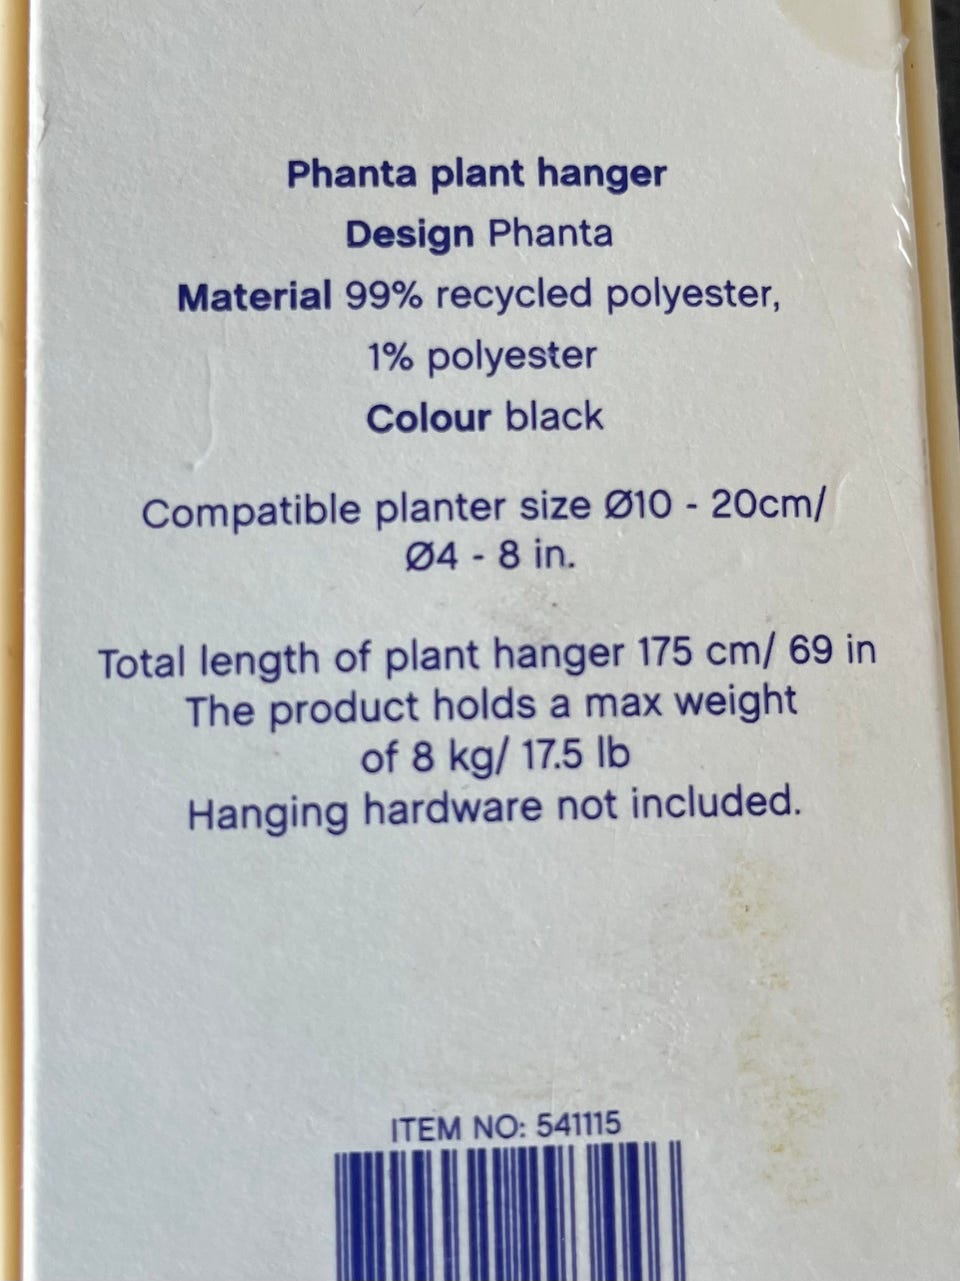 Phanta plant hanger
Design Phanta
Material 99% recycled polyester,
1% polyester
Colour black
Compatible planter size Ø10 - 20cm/
Ø4 - 8 in.
Total length of plant hanger 175 cm/ 69 in
The product holds a max weight
of 8 kg/ 17.5 lb
Hanging hardware not included.
ITEM NO: 541115